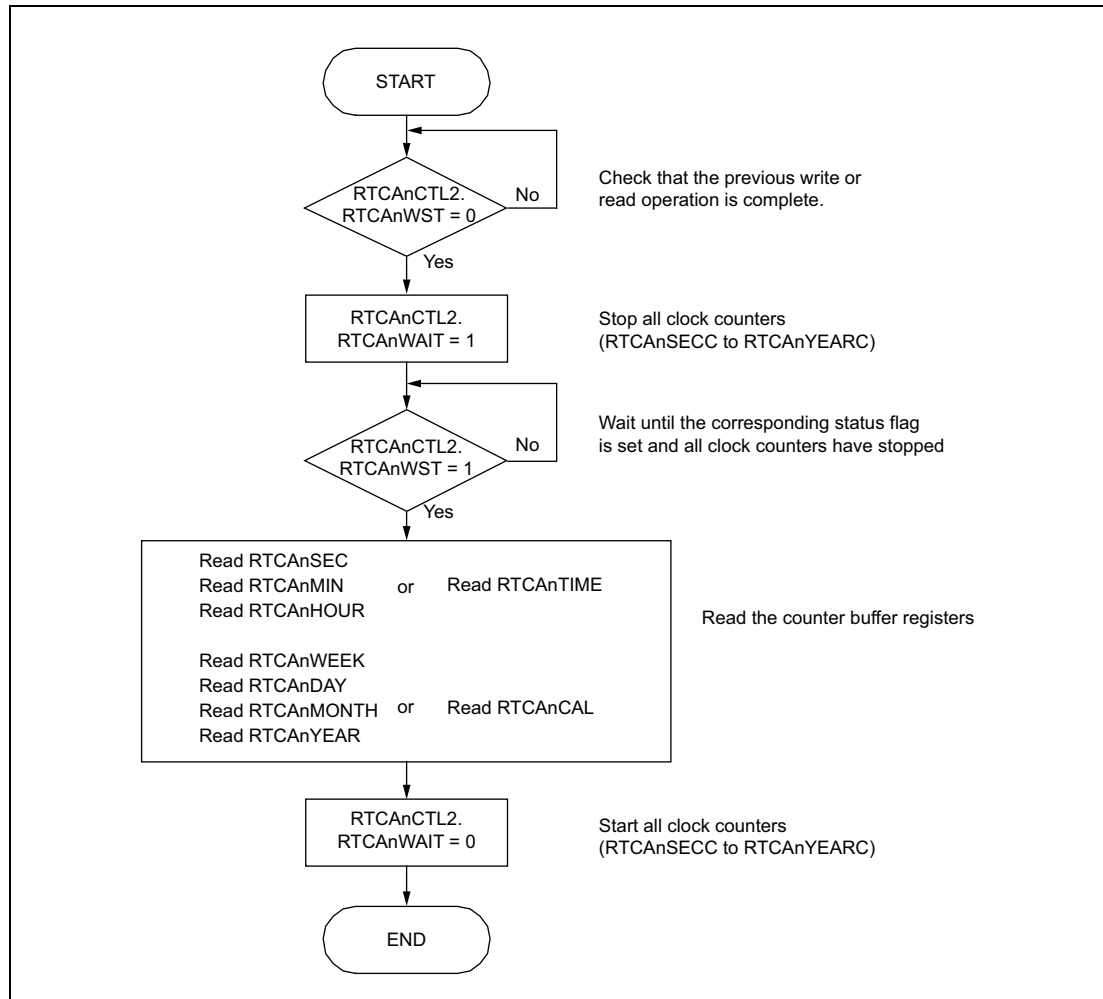 START
RTCAnCTL2.
RTCAnWST = 0
No
Check that the previous write or
read operation is complete.
Yes
RTCAnCTL2.
RTCAnWAIT = 1
Stop all clock counters
(RTCAnSECC to RTCAnYEARC)
RTCAnCTL2.
RTCAnWST = 1
No
Wait until the corresponding status flag
is set and all clock counters have stopped
Yes
Read RTCAnSEC
Read RTCAnMIN or Read RTCAnTIME
Read RTCAnHOUR
Read the counter buffer registers
Read RTCAnWEEK
Read RTCAnDAY
Read RTCAnMONTH or Read RTCAnCAL
Read RTCAnYEAR
RTCAnCTL2.
RTCAnWAIT = 0
Start all clock counters
(RTCAnSECC to RTCAnYEARC)
END